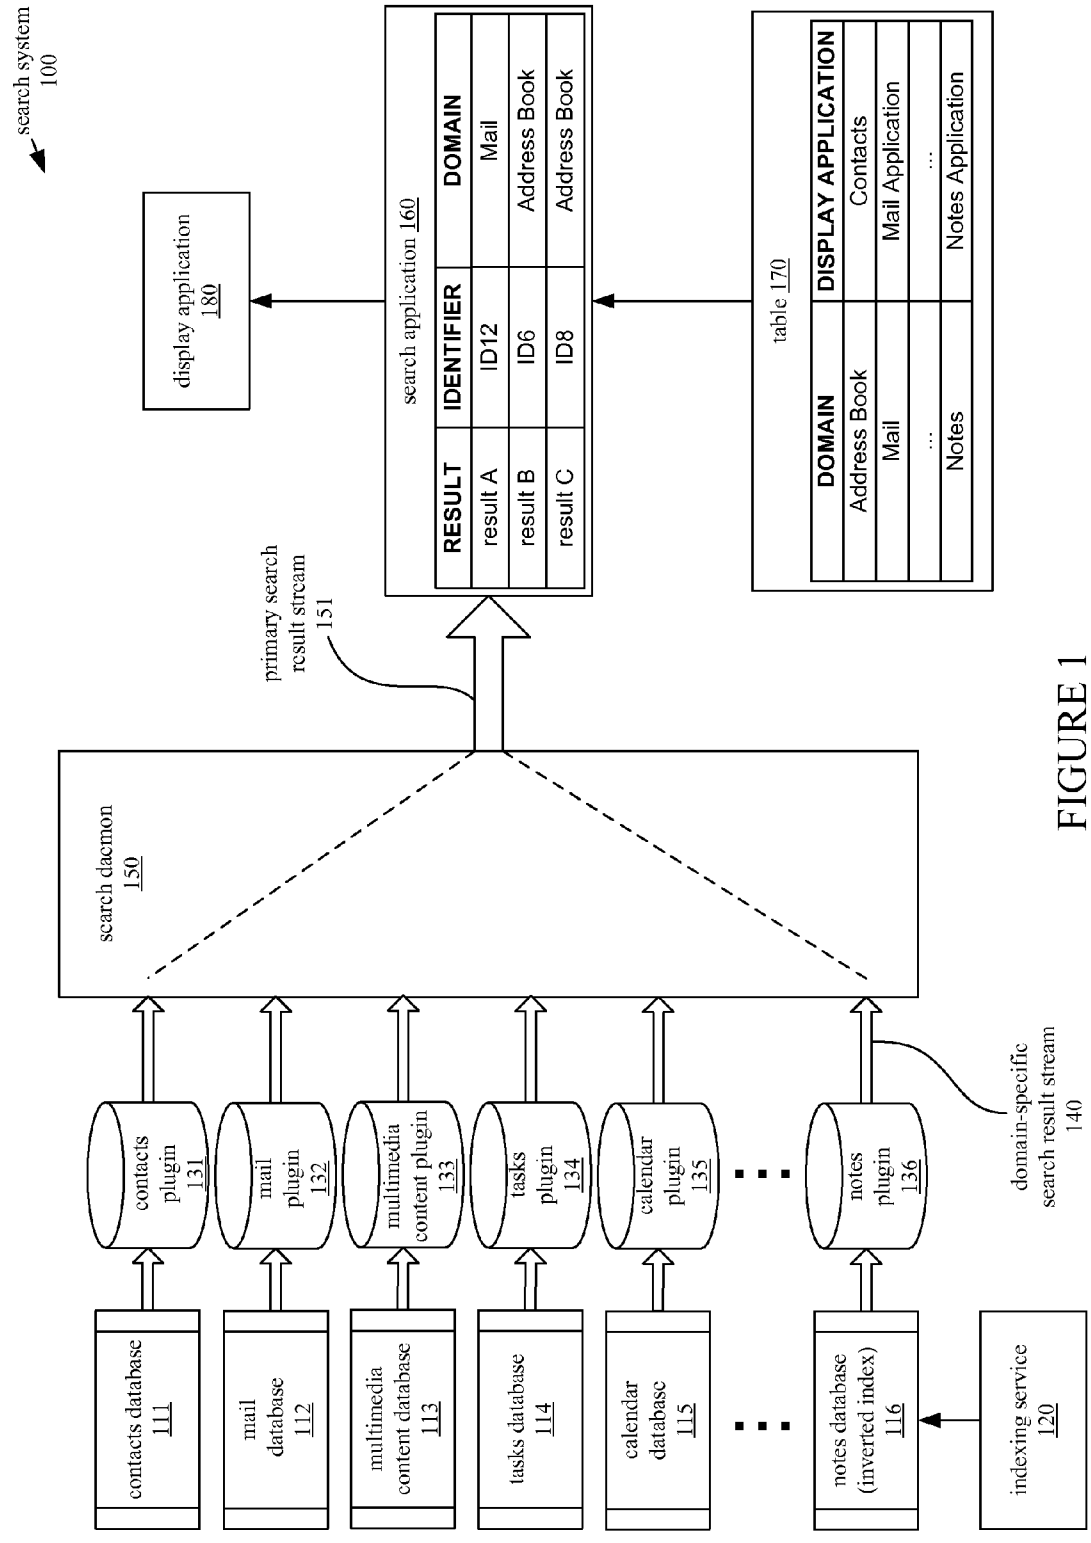 search system
100
contacts database
111
contacts
plugin
131
search daemon
150
display application
180
mail
database
112
mail
plugin
132
primary search
result stream
151
multimedia
content database
113
multimedia
content plugin
133
search application 160
RESULT IDENTIFIER DOMAIN
result A ID12 Mail
result B ID6 Address Book
result C ID8 Address Book
tasks database
114
tasks
plugin
134
calendar
database
115
calendar
plugin
135
...
...
notes database
(inverted index)
116
notes
plugin
136
table 170
DOMAIN DISPLAY APPLICATION
Address Book Contacts
Mail Mail Application
... ...
Notes Notes Application
indexing service
120
domain-specific
search result stream
140
FIGURE 1